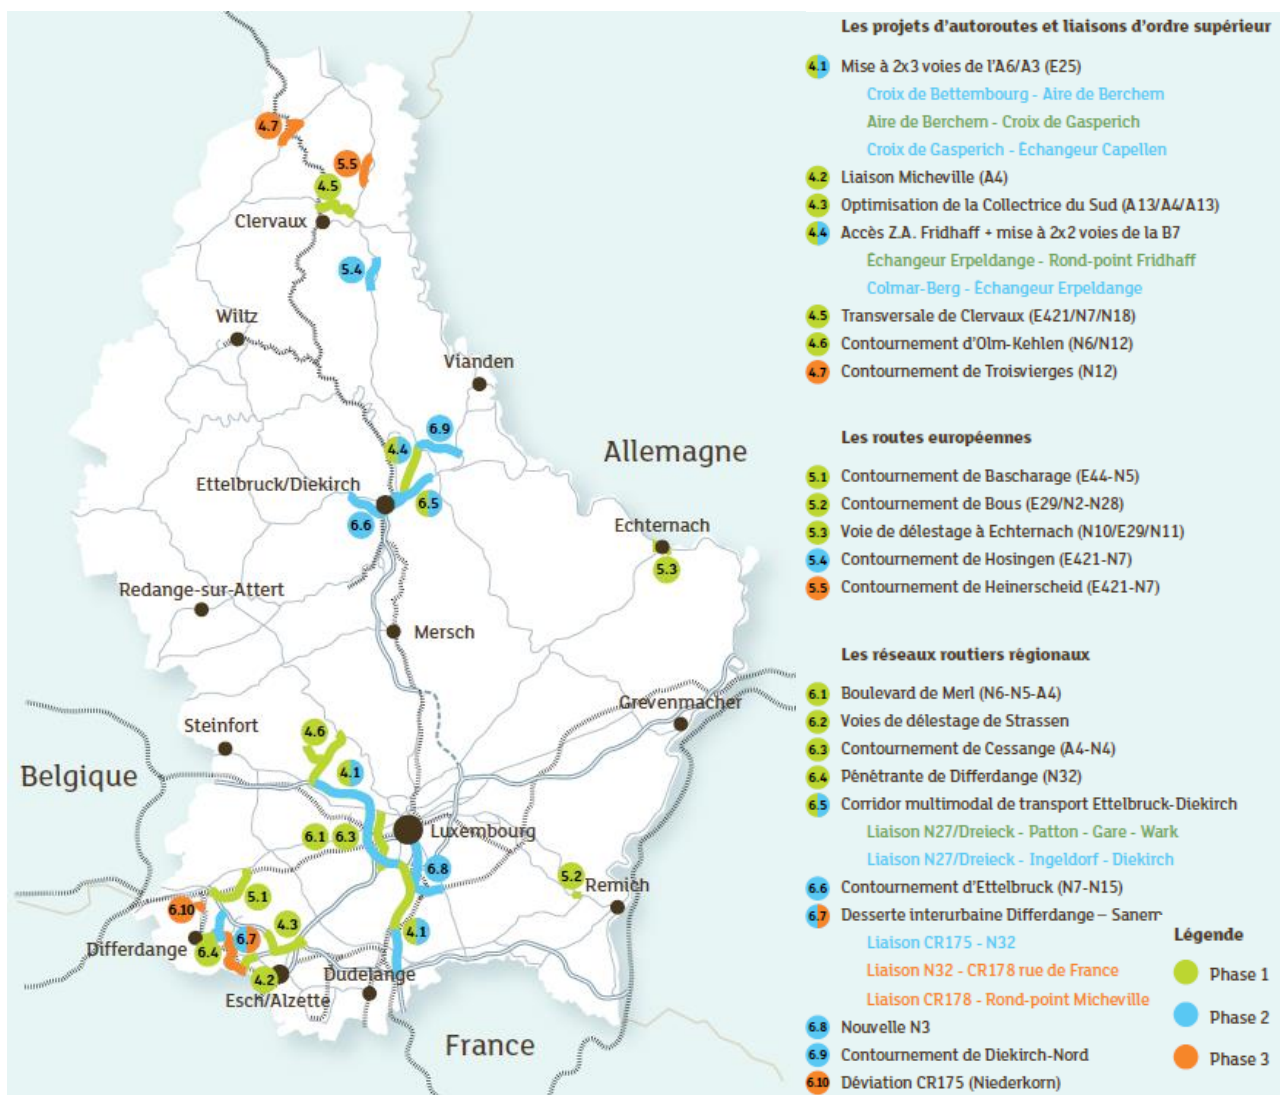 Les projets d'autoroutes et liaisons d'ordre supérieur
4.1 Mise à 2x3 voies de l'A6/A3 (E25)
Croix de Bettembourg - Aire de Berchem
Aire de Berchem - Croix de Gasperich
Croix de Gasperich - Échangeur Capellen
4.2 Liaison Micheville (A4)
4.3 Optimisation de la Collectrice du Sud (A13/A4/A13)
4.4 Accès Z.A. Fridhaff + mise à 2x2 voies de la B7
Échangeur Erpeldange - Rond-point Fridhaff
Colmar-Berg - Échangeur Erpeldange
4.5 Transversale de Clervaux (E421/N7/N18)
4.6 Contournement d'Olm-Kehlen (N6/N12)
4.7 Contournement de Troisvierges (N12)
Les routes européennes
5.1 Contournement de Bascharage (E44-N5)
5.2 Contournement de Bous (E29/N2-N28)
5.3 Voie de délestage à Echternach (N10/E29/N11)
5.4 Contournement de Hosingen (E421-N7)
5.5 Contournement de Heinerscheid (E421-N7)
Les réseaux routiers régionaux
6.1 Boulevard de Merl (N6-N5-A4)
6.2 Voies de délestage de Strassen
6.3 Contournement de Cessange (A4-N4)
6.4 Pénétrante de Differdange (N32)
6.5 Corridor multimodal de transport Ettelbruck-Diekirch
Liaison N27/Dreieck - Patton - Gare - Wark
Liaison N27/Dreieck - Ingeldorf - Diekirch
6.6 Contournement d'Ettelbruck (N7-N15)
6.7 Desserte interurbaine Differdange – Sanem
Liaison CR175 - N32
Liaison N32 - CR178 rue de France
Liaison CR178 - Rond-point Micheville
6.8 Nouvelle N3
6.9 Contournement de Diekirch-Nord
6.10 Déviation CR175 (Niederkorn)
Légende
Phase 1
Phase 2
Phase 3
4.7
5.5
4.5
Clervaux
5.4
Wiltz
Vianden
6.9
4.4
Allemagne
Ettelbruck/Diekirch
6.5
6.6
Echternach
5.3
Redange-sur-Attert
Mersch
Grevenmacher
Steinfort
4.6
4.1
Belgique
6.1
6.3
Luxembourg
6.8
5.2
Remich
5.1
6.10
4.3
4.1
Differdange
6.4
6.7
4.2
Dudelange
Esch/Alzette
France